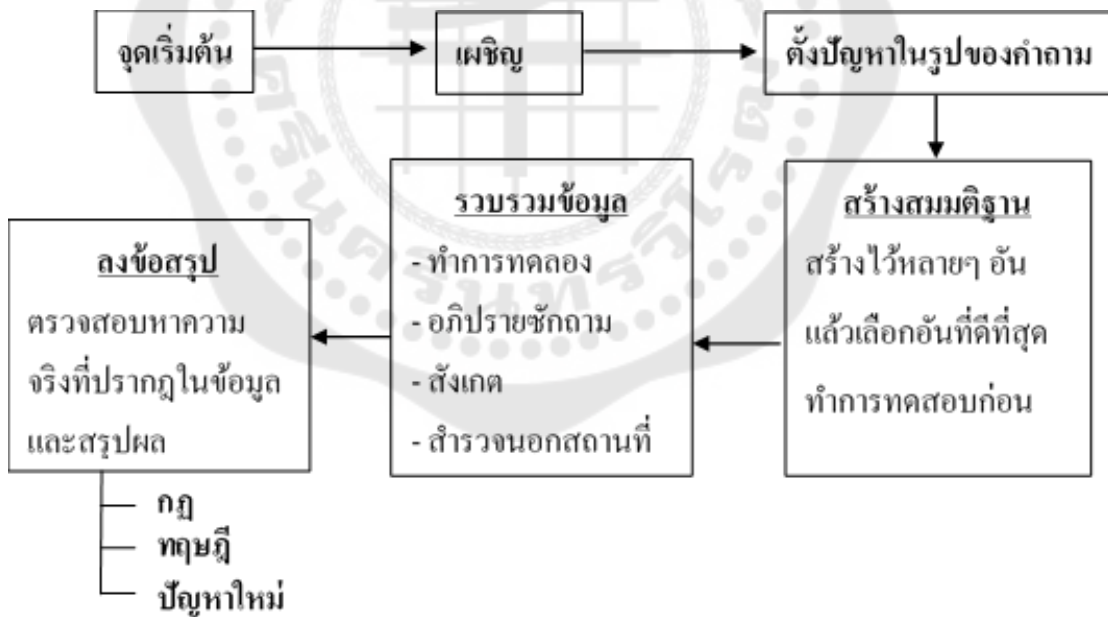 จุดเริ่มต้น
เผชิญ
ตั้งปัญหาในรูปของคำถาม
สร้างสมมติฐาน
สร้างไว้หลายๆ อัน
แล้วเลือกอันที่ดีที่สุด
ทำการทดสอบก่อน
รวบรวมข้อมูล
- ทำการทดลอง
- อภิปรายซักถาม
- สังเกต
- สำรวจนอกสถานที่
ลงข้อสรุป
ตรวจสอบหาความ
จริงที่ปรากฎในข้อมูล
และสรุปผล
กฏ
ทฤษฎี
ปัญหาใหม่